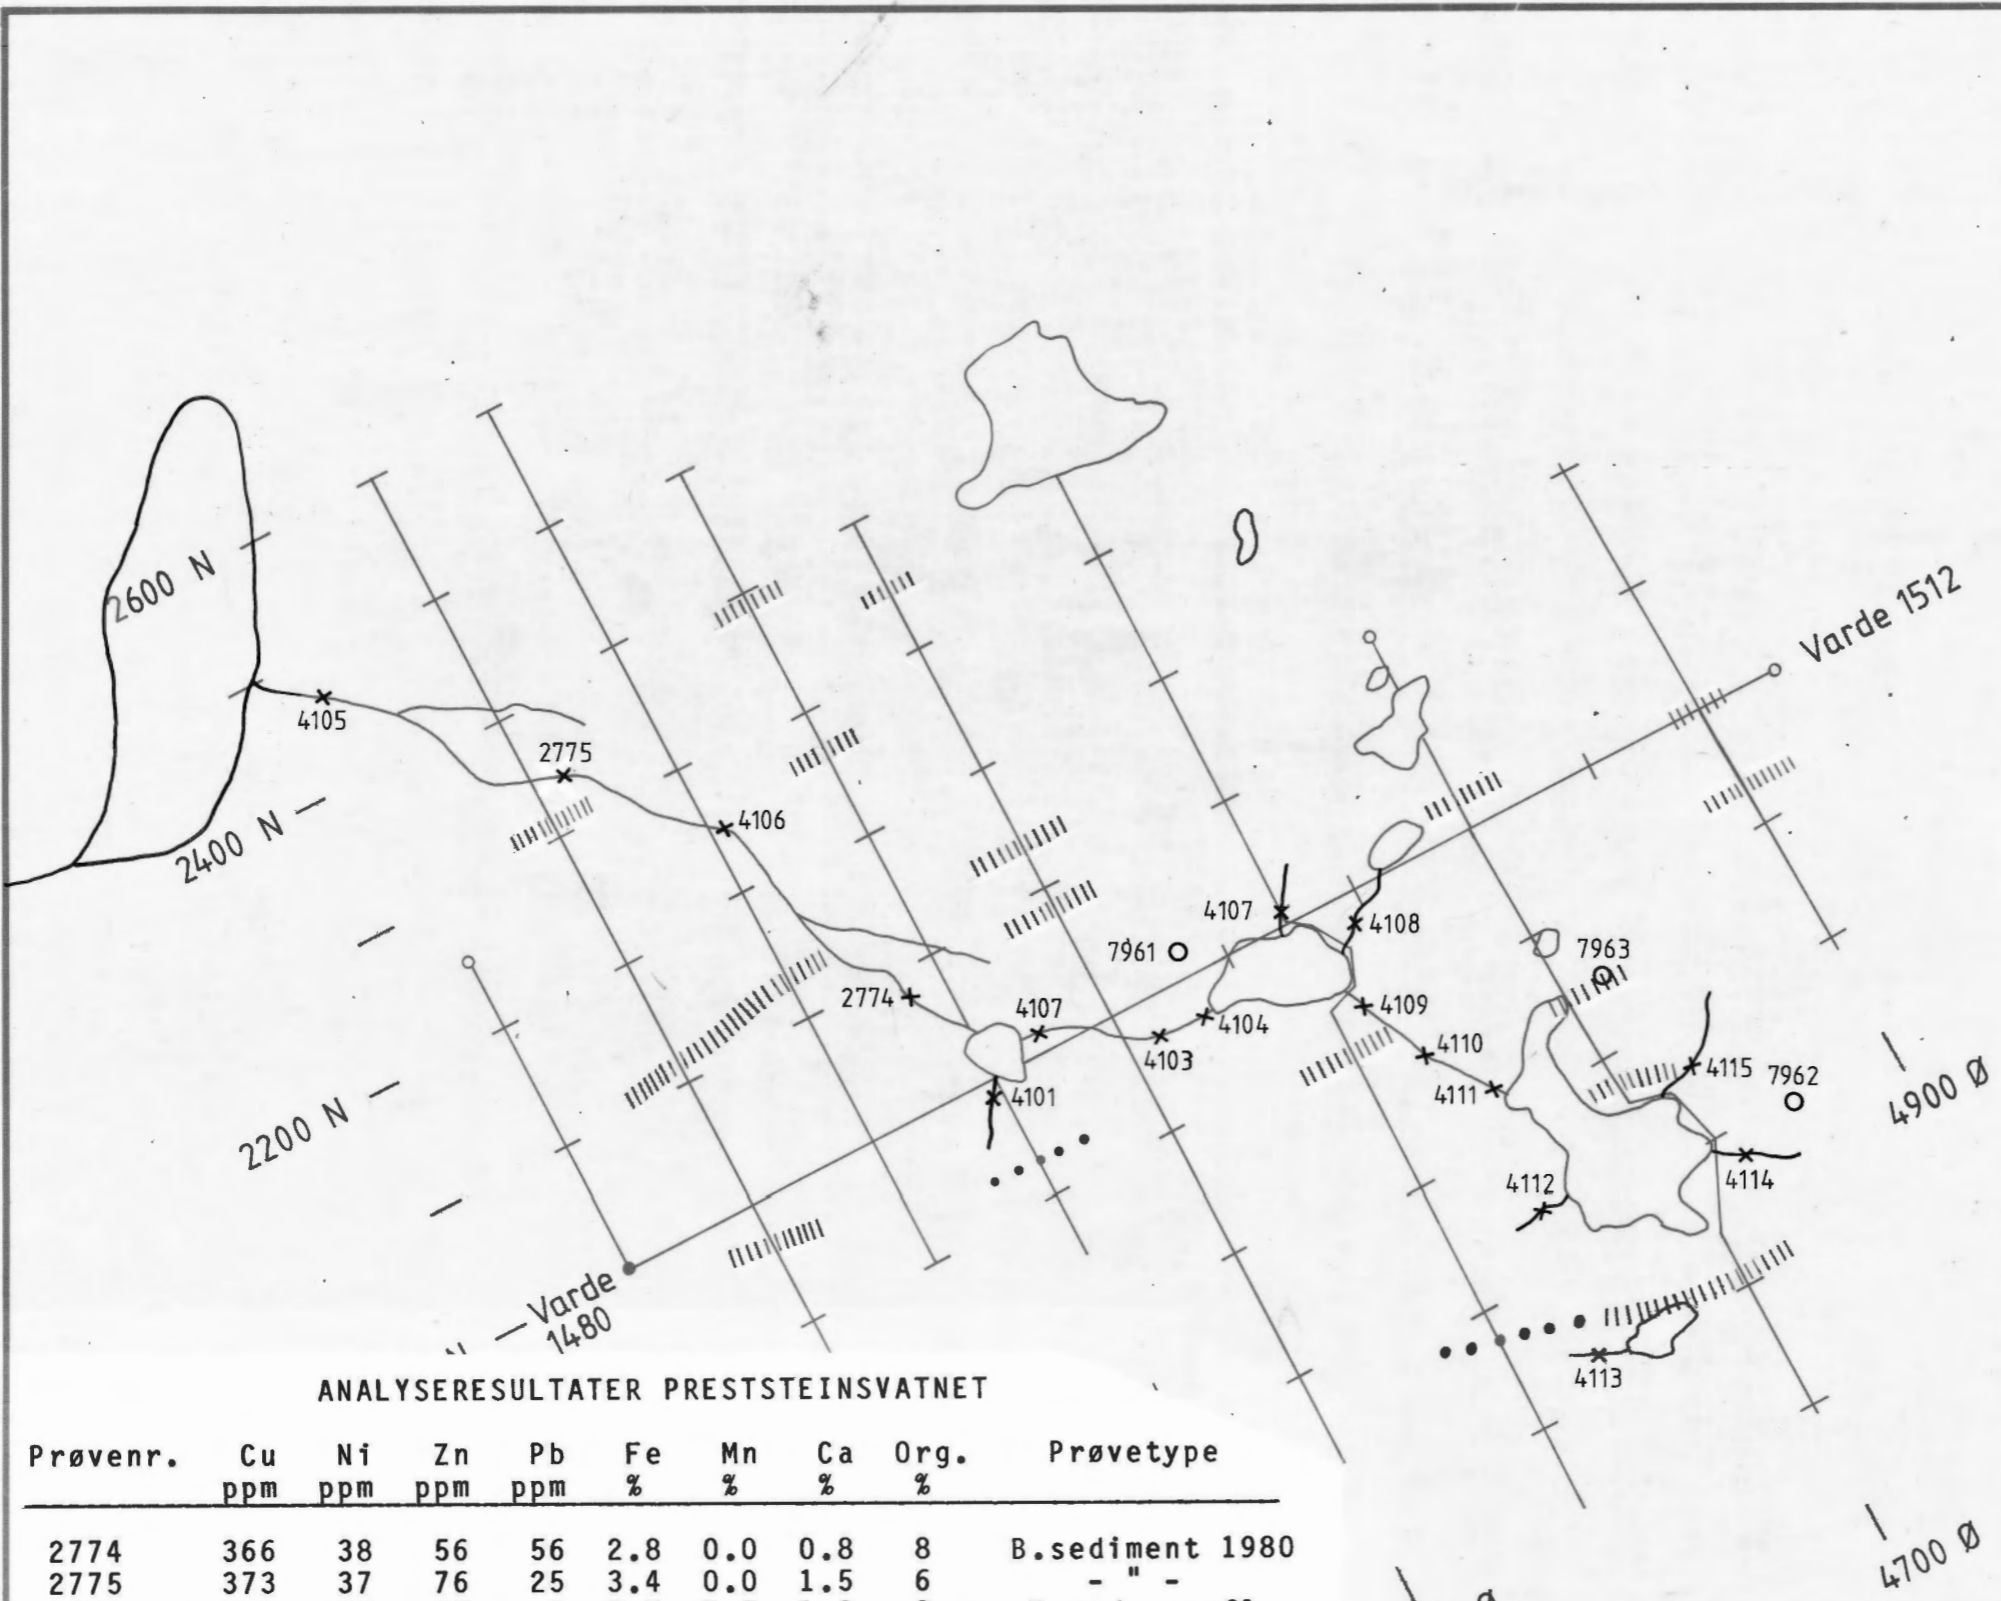 2600 N
Varde 1512
4105
2775
4106
2400 N
4107
4108
7961
7963
2774
4107
4109
4104
4103
4110
4115
7962
4111
4101
4900 Ø
2200 N
4112
4114
Varde
1480
N
4113
4700 Ø
Ø
ANALYSERESULTATER PRESTSTEINSVATNET
Prøvenr. Cu Ni Zn Pb Fe Mn Ca Org. Prøvetype
ppm ppm ppm ppm % % % %
2774 366 38 56 56 2.8 0.0 0.8 8 B.sediment 1980
2775 373 37 76 25 3.4 0.0 1.5 6 - " -